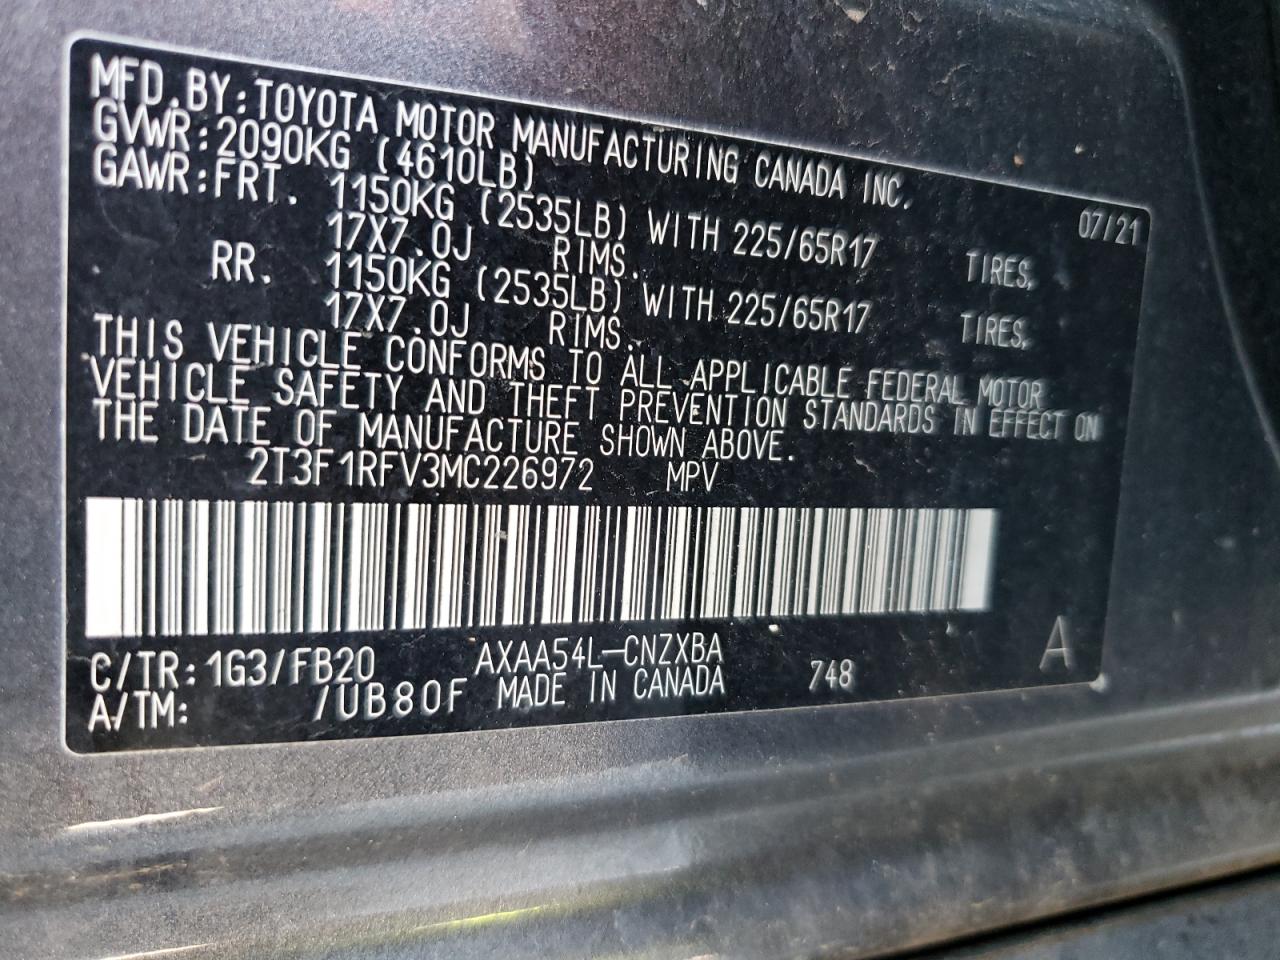 MFD.BY:TOYOTA MOTOR MANUFACTURING CANADA INC. 07/21
GVWR:2090KG (4610LB)
GAWR:FRT. 1150KG (2535LB) WITH 225/65R17 TIRES,
17X7.0J RIMS.
RR. 1150KG (2535LB) WITH 225/65R17 TIRES,
17X7.0J RIMS.
THIS VEHICLE CONFORMS TO ALL APPLICABLE FEDERAL MOTOR
VEHICLE SAFETY AND THEFT PREVENTION STANDARDS IN EFFECT ON
THE DATE OF MANUFACTURE SHOWN ABOVE.
2T3F1RFV3MC226972 MPV
C/TR:1G3/FB20 AXAA54L-CNZXBA 748 A
A/TM: /UB80F MADE IN CANADA